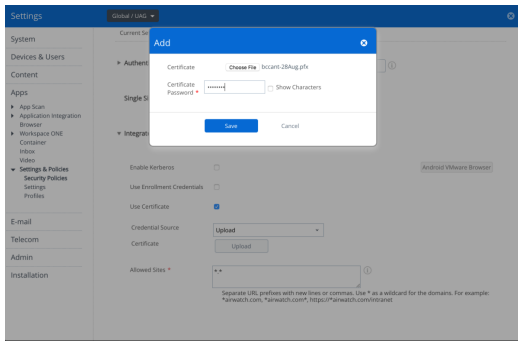 Settings
Global / UAG
System
Devices & Users
Content
Apps
App Scan
Application Integration
Browser
Workspace ONE
Container
Inbox
Video
Settings & Policies
Security Policies
Settings
Profiles
E-mail
Telecom
Admin
Installation
Current Se
Authent
Single Si
Integrat
Add
Certificate
Choose File bccant-28Aug.pfx
Certificate
Password *
••••••••
Show Characters
Save
Cancel
Enable Kerberos
Android VMware Browser
Use Enrollment Credentials
Use Certificate
Credential Source
Upload
Certificate
Upload
Allowed Sites *
*.*
Separate URL prefixes with new lines or commas. Use * as a wildcard for the domains. For example:
*airwatch.com, *airwatch.com*, https://*airwatch.com/intranet